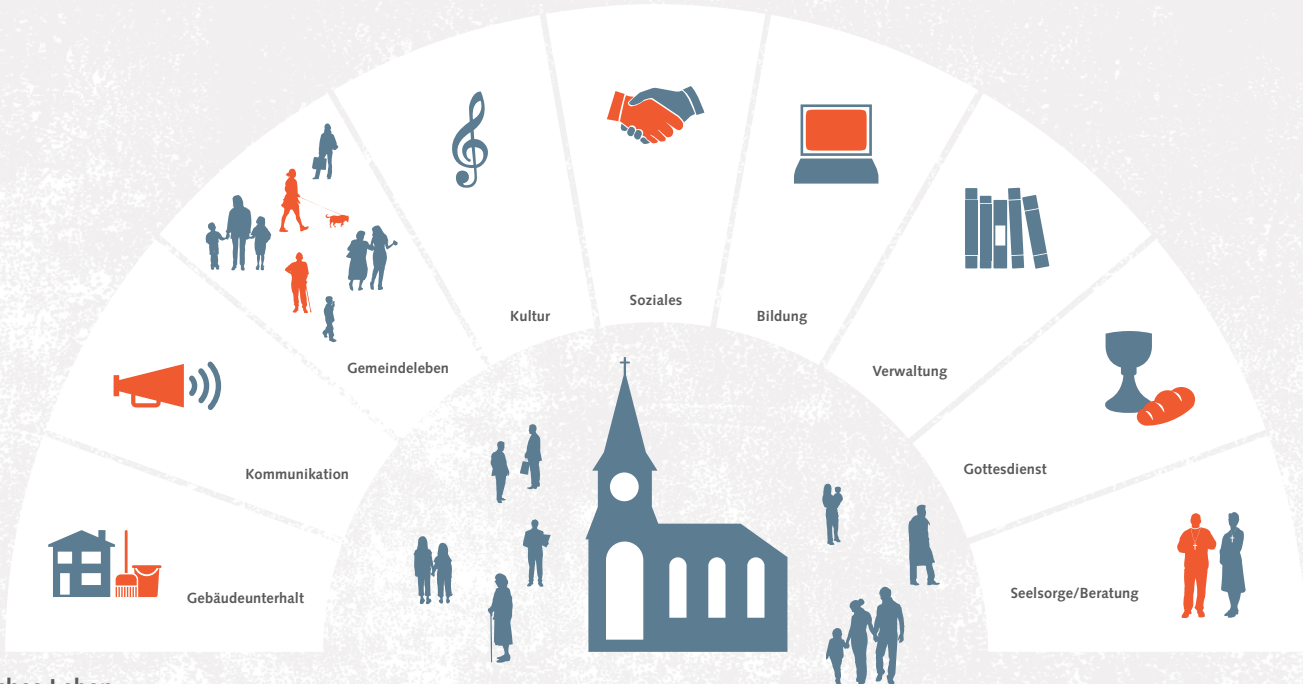 Kultur
Soziales
Bildung
Gemeindeleben
Verwaltung
Kommunikation
Gottesdienst
Gebäudeunterhalt
Seelsorge/Beratung